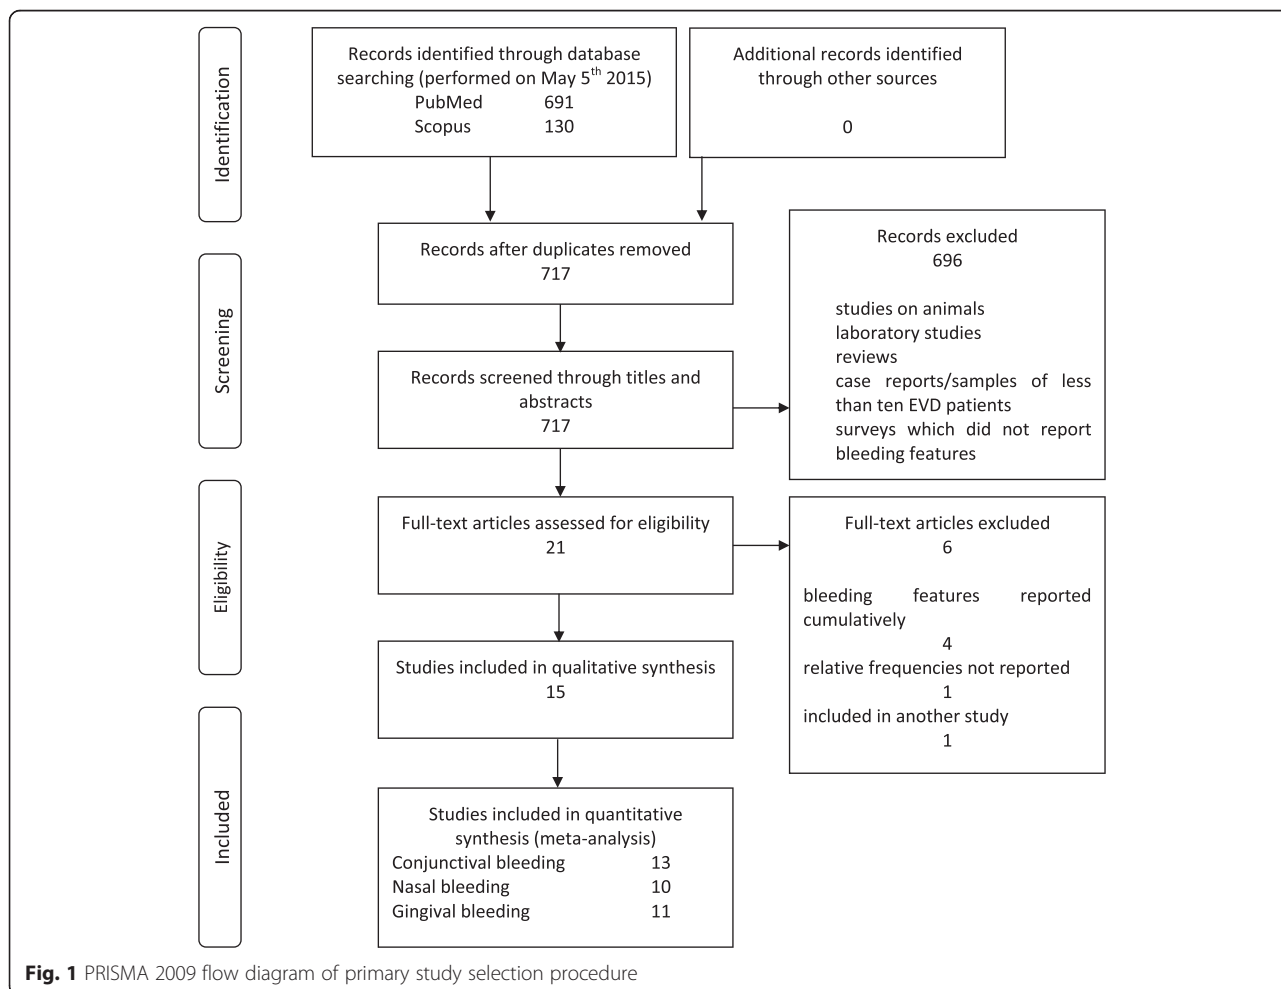 Identification
Records identified through database
searching (performed on May 5th 2015)
PubMed 691
Scopus 130
Additional records identified
through other sources
0
Screening
Records after duplicates removed
717
Records excluded
696
studies on animals
laboratory studies
reviews
case reports/samples of less
than ten EVD patients
surveys which did not report
bleeding features
Records screened through titles and
abstracts
717
Eligibility
Full-text articles assessed for eligibility
21
Full-text articles excluded
6
bleeding features reported
cumulatively
4
relative frequencies not reported
1
included in another study
1
Studies included in qualitative synthesis
15
Included
Studies included in quantitative
synthesis (meta-analysis)
Conjunctival bleeding 13
Nasal bleeding 10
Gingival bleeding 11
Fig. 1 PRISMA 2009 flow diagram of primary study selection procedure